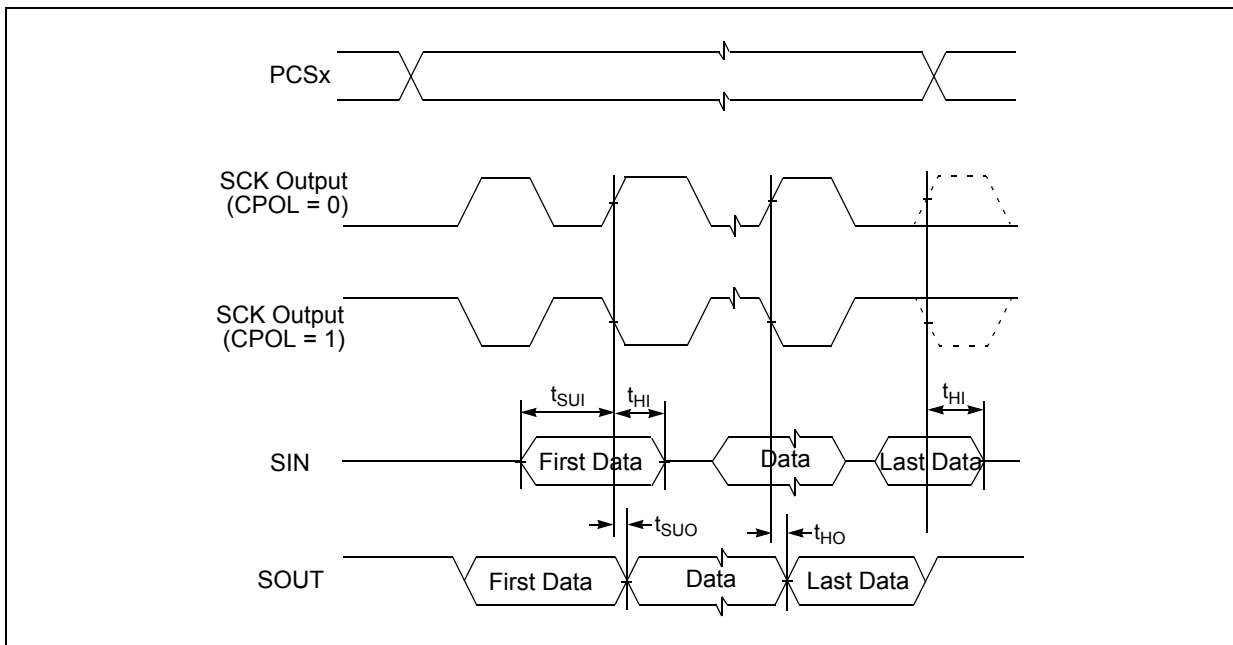 PCSx
SCK Output
(CPOL = 0)
SCK Output
(CPOL = 1)
tSUI
tHI
tHI
SIN
First Data
Data
Last Data
tSUO
tHO
SOUT
First Data
Data
Last Data